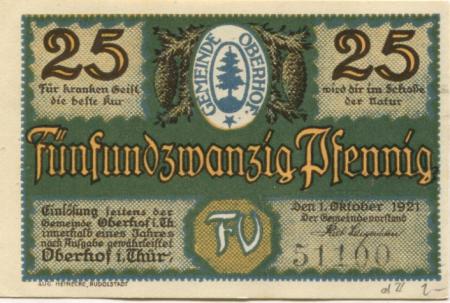 25
GEMEINDE OBERHOF
25
Für kranken Geist
die beste Kur
wird dir im Schoße
der Natur
Fünfundzwanzig Pfennig
Einlösung seitens der
Gemeinde Oberhof i. Th.
innerhalb eines Jahres
nach Aufgabe gewährleistet
Oberhof i. Thür.
FV
den 1. Oktober 1921
Der Gemeindevorstand
51100
LUG. HEINECKE, RUDOLSTADT